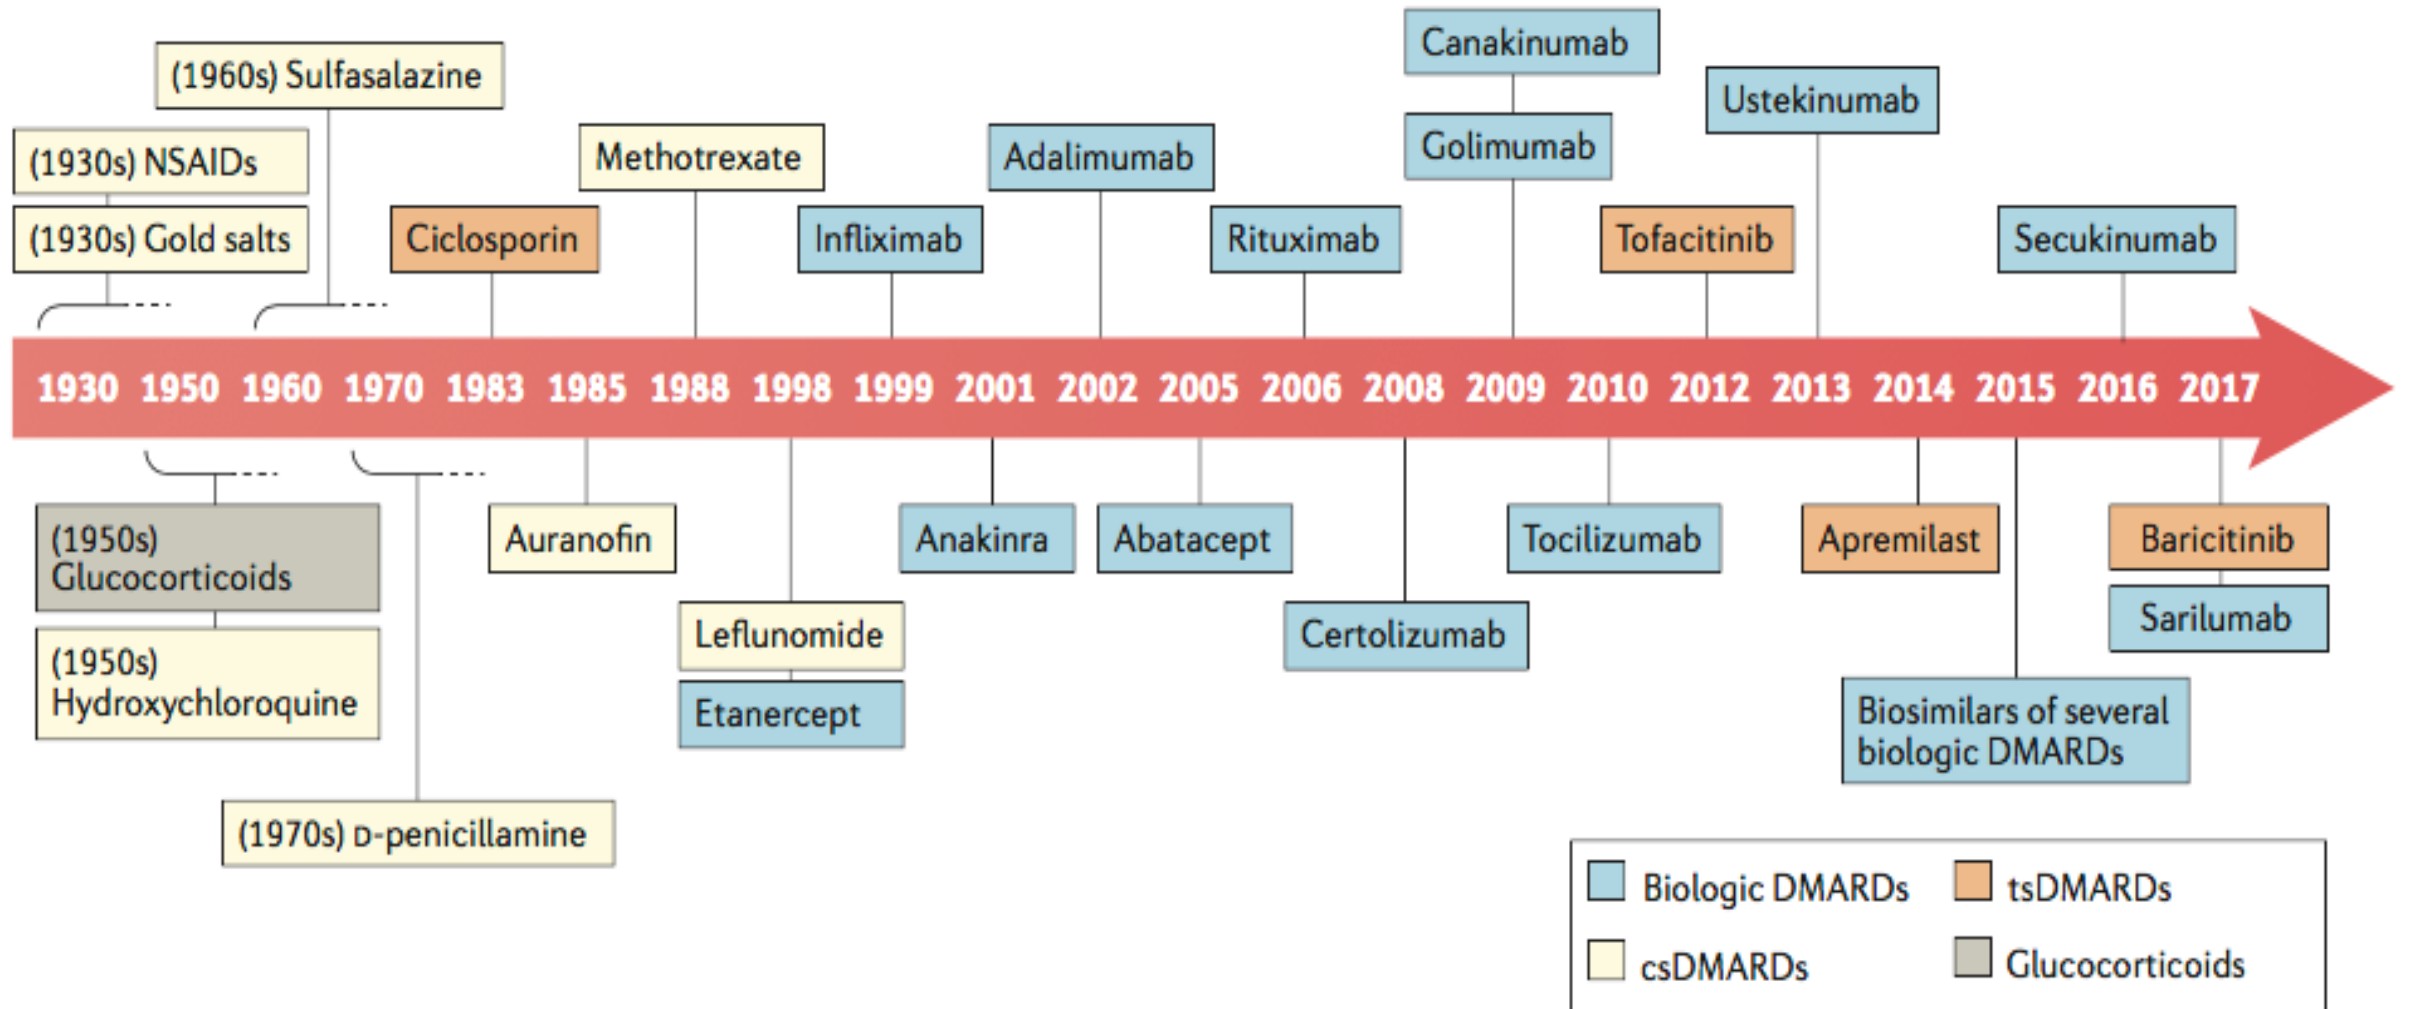 Canakinumab
(1960s) Sulfasalazine
Ustekinumab
(1930s) NSAIDs
Methotrexate
Adalimumab
Golimumab
(1930s) Gold salts
Ciclosporin
Infliximab
Rituximab
Tofacitinib
Secukinumab
1930 1950 1960 1970 1983 1985 1988 1998 1999 2001 2002 2005 2006 2008 2009 2010 2012 2013 2014 2015 2016 2017
(1950s)
Glucocorticoids
Auranofin
Anakinra
Abatacept
Tocilizumab
Apremilast
Baricitinib
(1950s)
Hydroxychloroquine
Leflunomide
Certolizumab
Sarilumab
Etanercept
Biosimilars of several
biologic DMARDs
(1970s) D-penicillamine
Biologic DMARDs
tsDMARDs
csDMARDs
Glucocorticoids